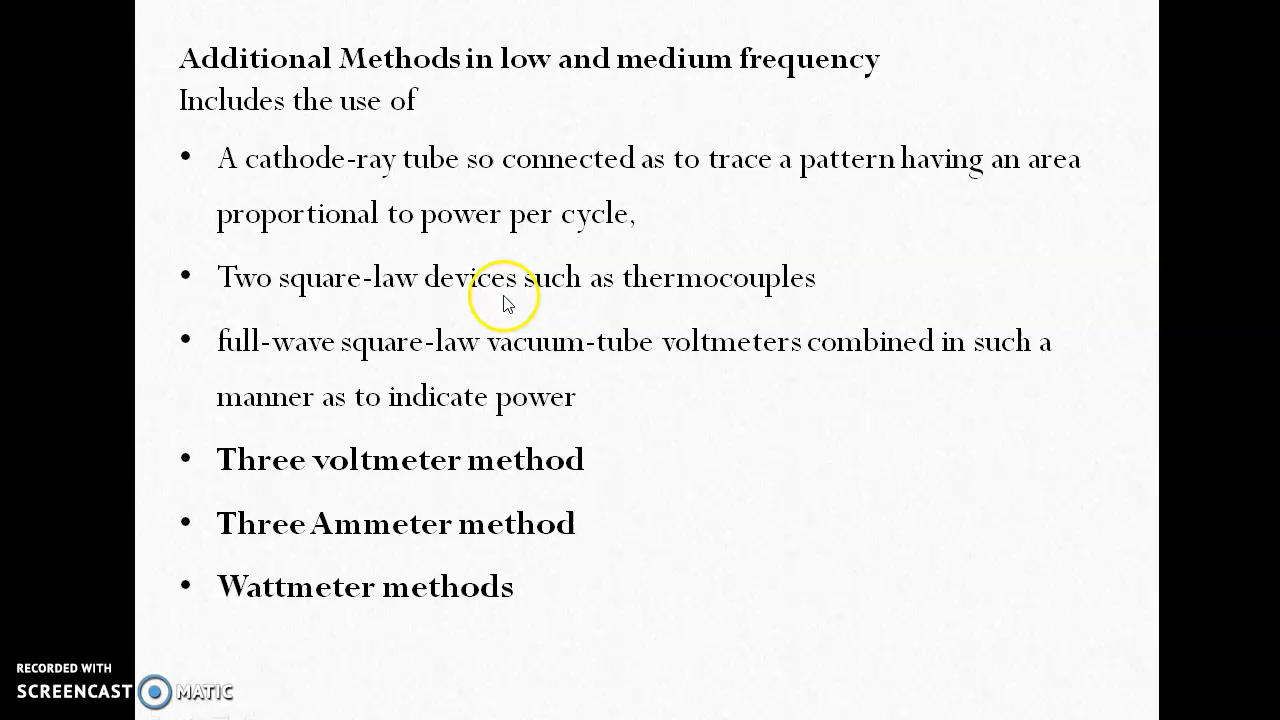 Additional Methods in low and medium frequency
Includes the use of
• A cathode-ray tube so connected as to trace a pattern having an area
proportional to power per cycle,
• Two square-law devices such as thermocouples
• full-wave square-law vacuum-tube voltmeters combined in such a
manner as to indicate power
• Three voltmeter method
• Three Ammeter method
• Wattmeter methods
RECORDED WITH
SCREENCAST MATIC